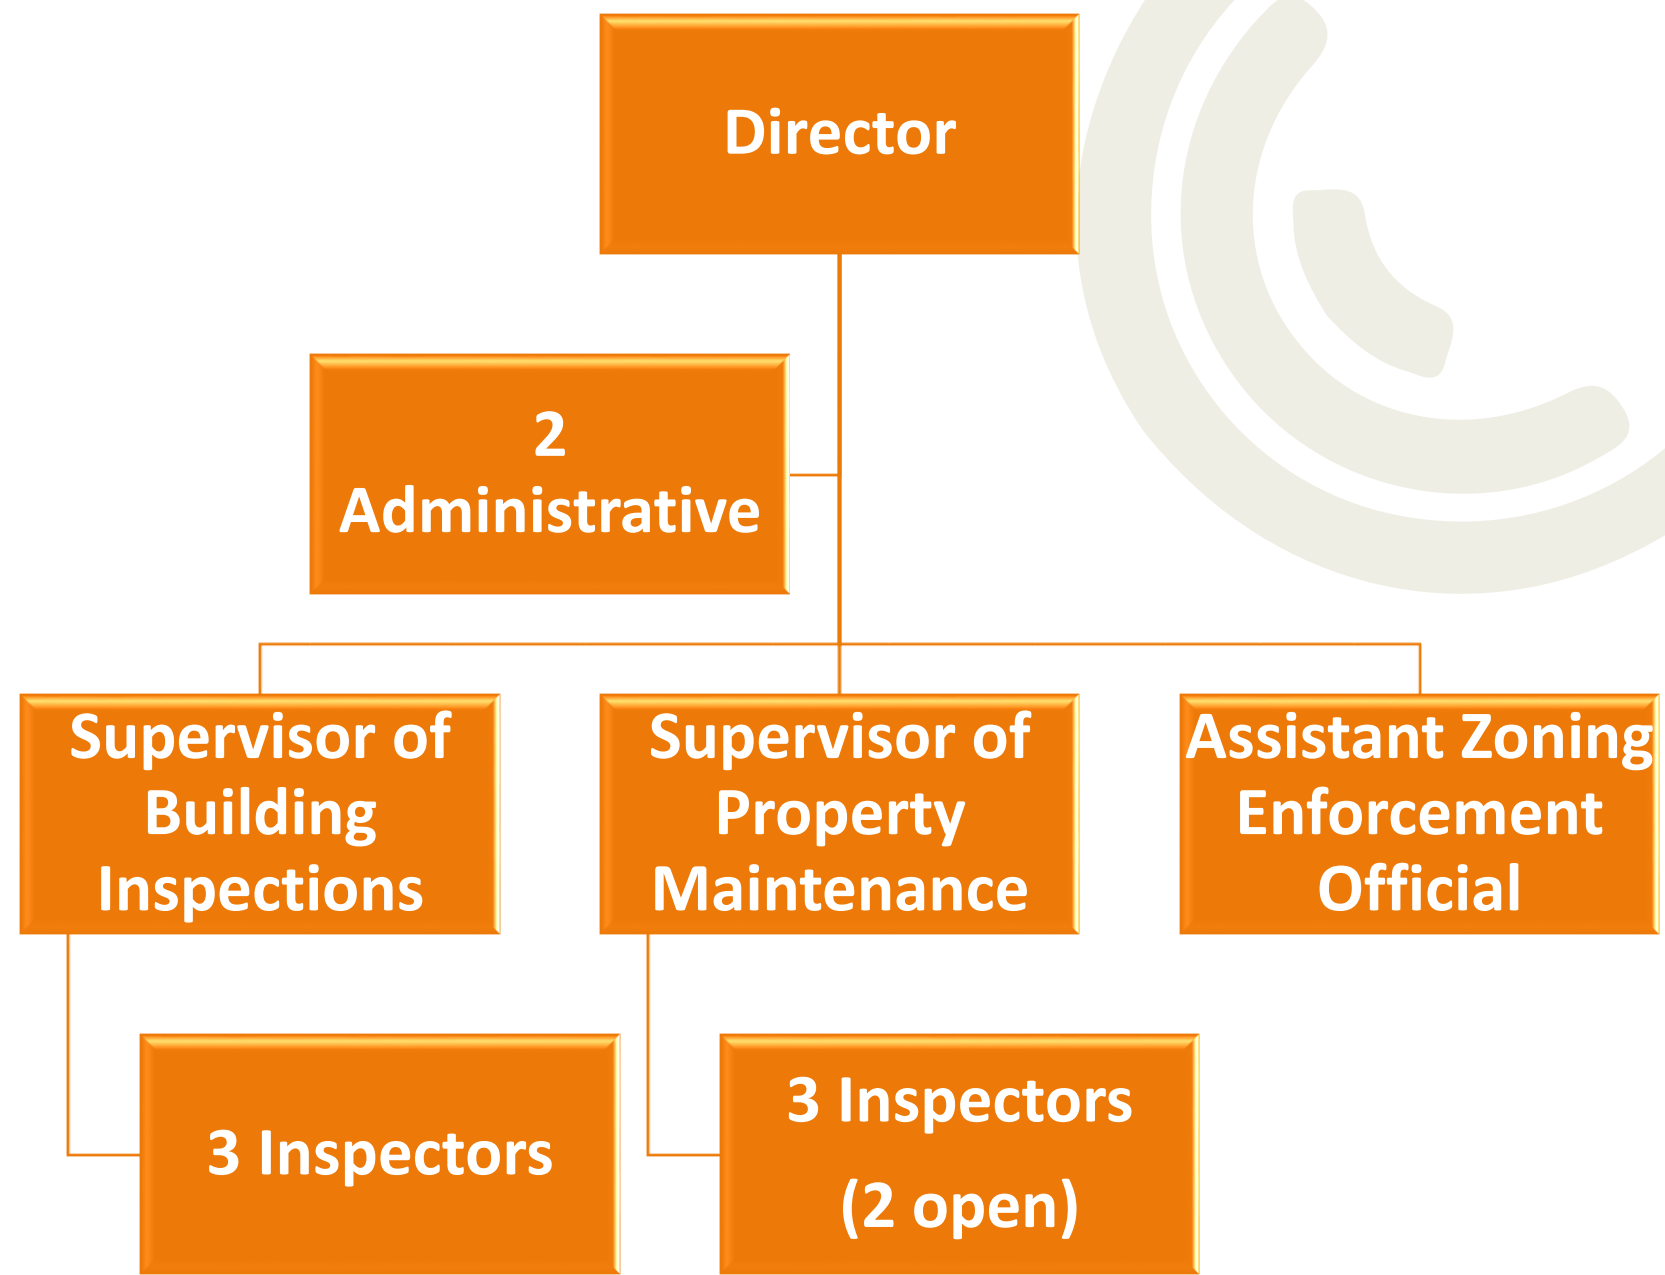 Director
2
Administrative
Supervisor of
Building
Inspections
Supervisor of
Property
Maintenance
Assistant Zoning
Enforcement
Official
3 Inspectors
3 Inspectors
(2 open)